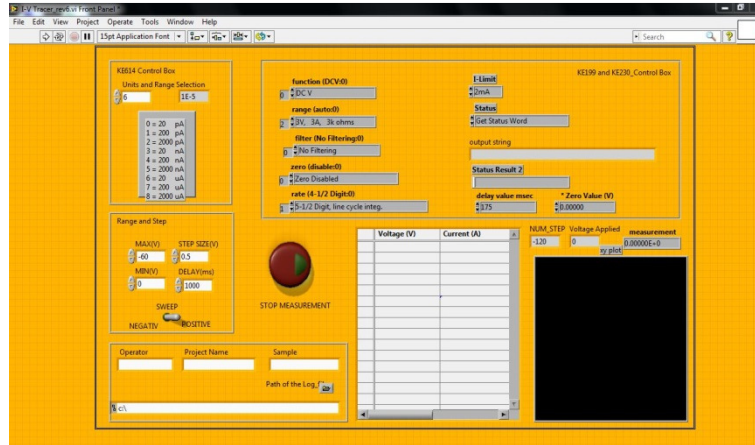 I-V Tracer_rev6.vi Front Panel *
File Edit View Project Operate Tools Window Help
15pt Application Font
Search
KE614 Control Box
Units and Range Selection
6 1E-5
0 = 20 pA
1 = 200 pA
2 = 2000 pA
3 = 20 nA
4 = 200 nA
5 = 2000 nA
6 = 20 uA
7 = 200 uA
8 = 2000 uA
KE199 and KE230_Control Box
function (DCV:0)
0 DC V
range (auto:0)
2 3V, 3A, 3k ohms
filter (No Filtering:0)
0 No Filtering
zero (disable:0)
0 Zero Disabled
rate (4-1/2 Digit:0)
1 5-1/2 Digit, line cycle integ.
I-Limit
2mA
Status
Get Status Word
output string
Status Result 2
delay value msec
175
* Zero Value (V)
0.00000
Range and Step
MAX(V) STEP SIZE(V)
-60 0.5
MIN(V) DELAY(ms)
0 1000
SWEEP
NEGATIV POSITIVE
STOP MEASUREMENT
Voltage (V) Current (A)
NUM_STEP Voltage Applied measurement
-120 0 0.00000E+0
xy plot
Operator Project Name Sample
Path of the Log_
c:\